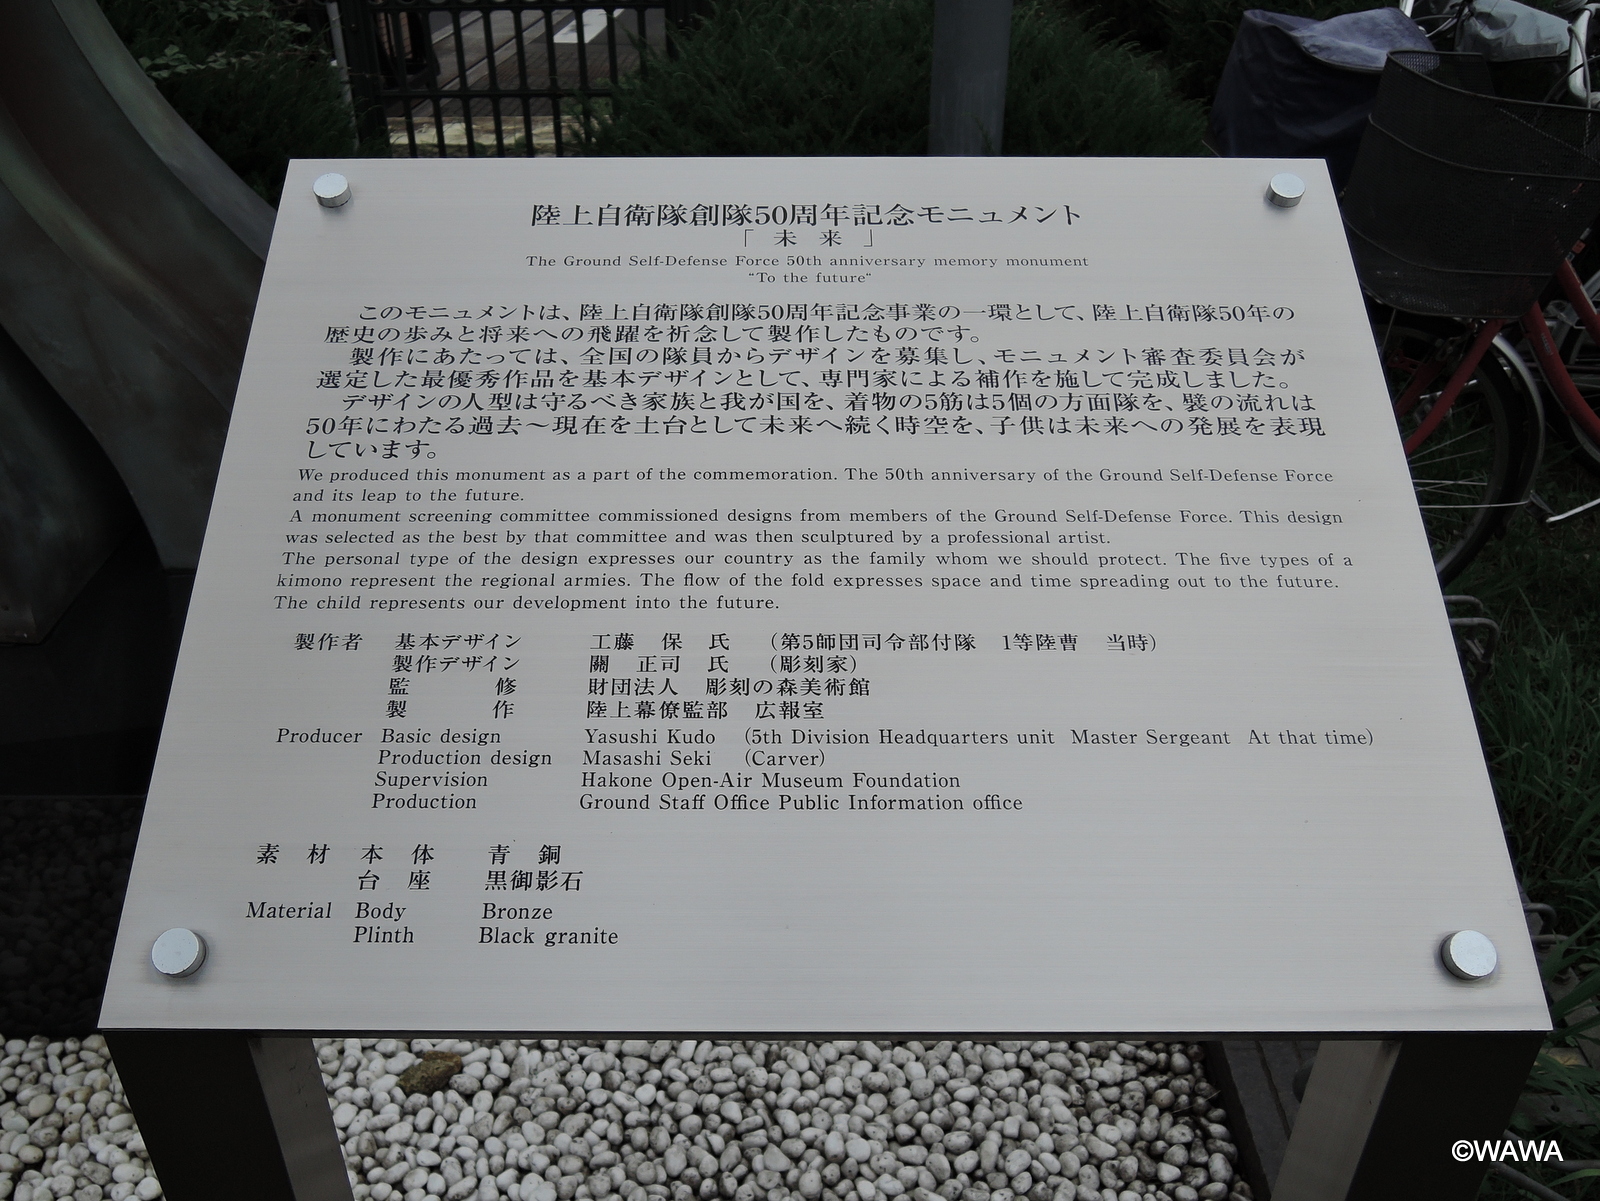 陸上自衛隊創隊50周年記念モニュメント
「 未 来 」
The Ground Self-Defense Force 50th anniversary memory monument
“To the future“
このモニュメントは、陸上自衛隊創隊50周年記念事業の一環として、陸上自衛隊50年の
歴史の歩みと将来への飛躍を祈念して製作したものです。
製作にあたっては、全国の隊員からデザインを募集し、モニュメント審査委員会が
選定した最優秀作品を基本デザインとして、専門家による補作を施して完成しました。
デザインの人型は守るべき家族と我が国を、着物の5筋は5個の方面隊を、襞の流れは
50年にわたる過去～現在を土台として未来へ続く時空を、子供は未来への発展を表現
しています。
We produced this monument as a part of the commemoration. The 50th anniversary of the Ground Self-Defense Force
and its leap to the future.
A monument screening committee commissioned designs from members of the Ground Self-Defense Force. This design
was selected as the best by that committee and was then sculptured by a professional artist.
The personal type of the design expresses our country as the family whom we should protect. The five types of a
kimono represent the regional armies. The flow of the fold expresses space and time spreading out to the future.
The child represents our development into the future.
製作者 基本デザイン 工藤 保 氏 （第5師団司令部付隊 1等陸曹 当時）
製作デザイン 關 正司 氏 （彫刻家）
監 修 財団法人 彫刻の森美術館
製 作 陸上幕僚監部 広報室
Producer Basic design Yasushi Kudo (5th Division Headquarters unit Master Sergeant At that time)
Production design Masashi Seki (Carver)
Supervision Hakone Open-Air Museum Foundation
Production Ground Staff Office Public Information office
素 材 本 体 青 銅
台 座 黒御影石
Material Body Bronze
Plinth Black granite
©WAWA